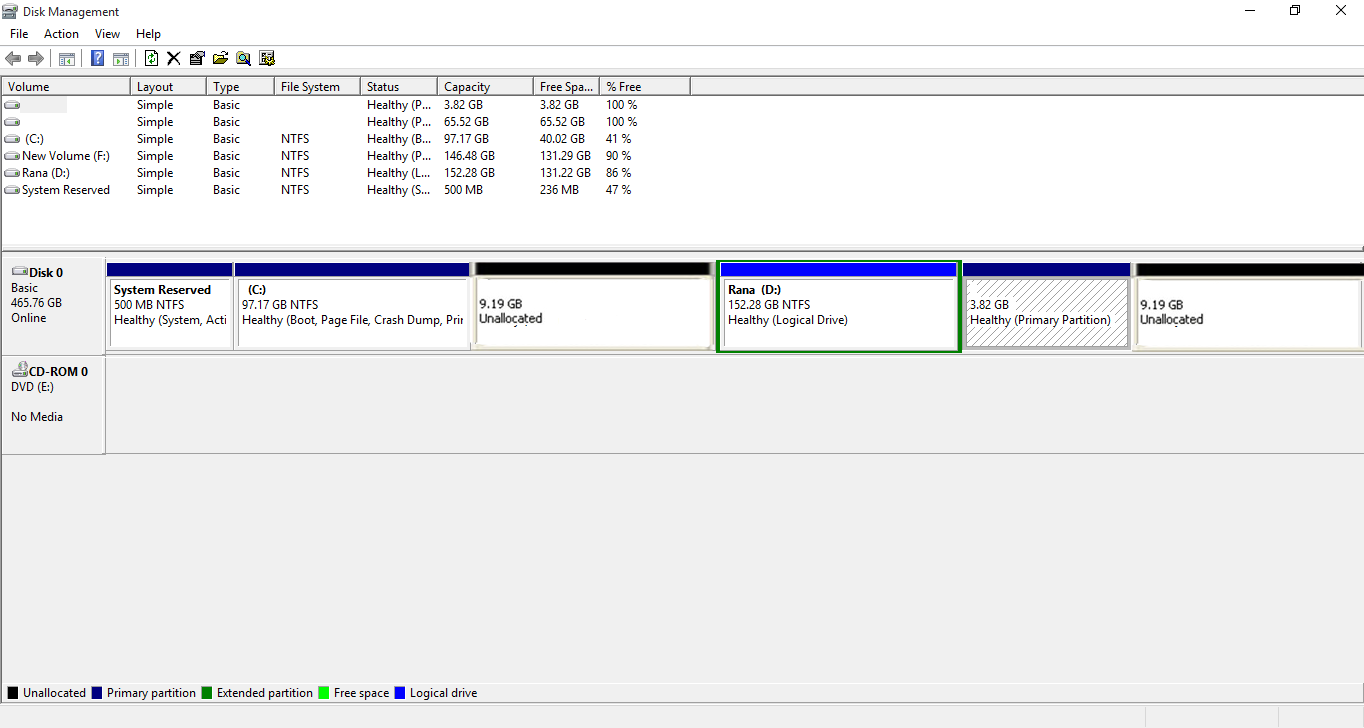 Disk Management
File Action View Help
Volume Layout Type File System Status Capacity Free Spa... % Free
Simple Basic Healthy (P... 3.82 GB 3.82 GB 100 %
Simple Basic Healthy (P... 65.52 GB 65.52 GB 100 %
(C:) Simple Basic NTFS Healthy (B... 97.17 GB 40.02 GB 41 %
New Volume (F:) Simple Basic NTFS Healthy (P... 146.48 GB 131.29 GB 90 %
Rana (D:) Simple Basic NTFS Healthy (L... 152.28 GB 131.22 GB 86 %
System Reserved Simple Basic NTFS Healthy (S... 500 MB 236 MB 47 %
Disk 0
Basic
465.76 GB
Online
System Reserved
500 MB NTFS
Healthy (System, Acti
(C:)
97.17 GB NTFS
Healthy (Boot, Page File, Crash Dump, Prir
9.19 GB
Unallocated
Rana (D:)
152.28 GB NTFS
Healthy (Logical Drive)
3.82 GB
Healthy (Primary Partition)
9.19 GB
Unallocated
CD-ROM 0
DVD (E:)
No Media
Unallocated Primary partition Extended partition Free space Logical drive